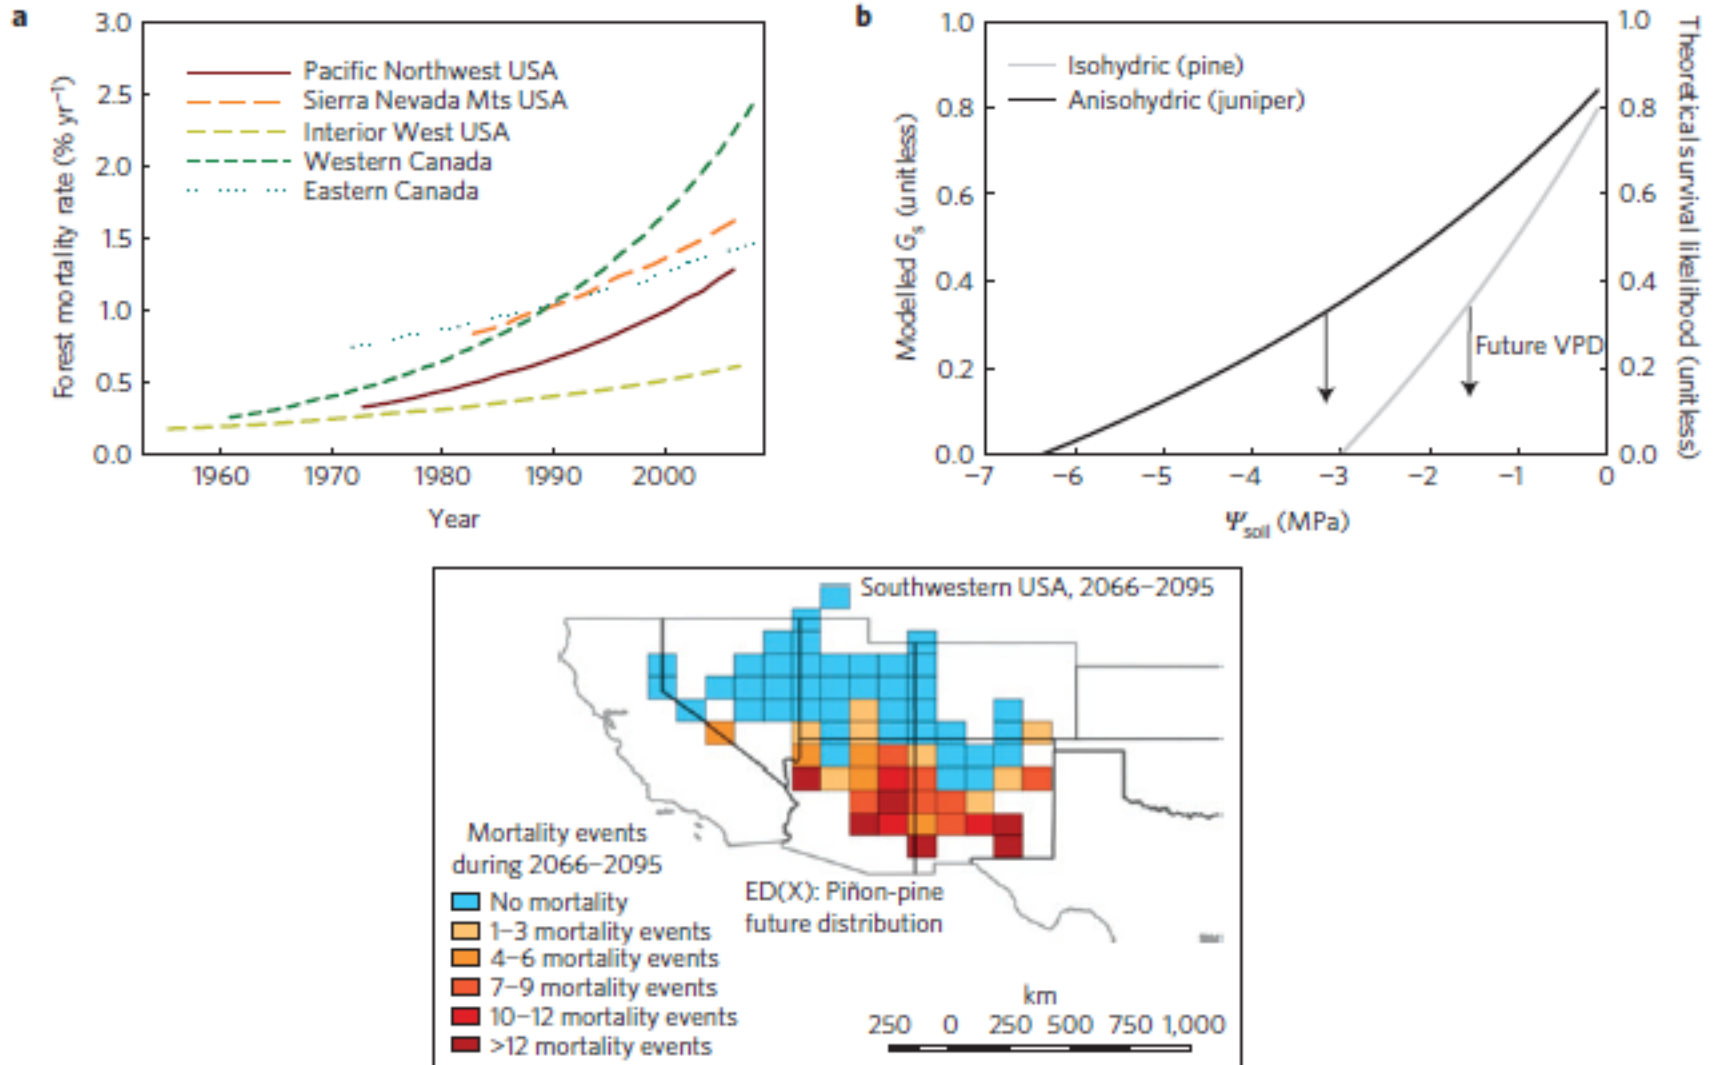 a
3.0
2.5
2.0
1.5
1.0
0.5
0.0
Forest mortality rate (% yr⁻¹)
Pacific Northwest USA
Sierra Nevada Mts USA
Interior West USA
Western Canada
Eastern Canada
1960 1970 1980 1990 2000
Year
b
1.0
0.8
0.6
0.4
0.2
0.0
Modelled Gs (unitless)
Isohydric (pine)
Anisohydric (juniper)
Future VPD
1.0
0.8
0.6
0.4
0.2
0.0
Theoretical survival likelihood (unitless)
−7 −6 −5 −4 −3 −2 −1 0
Ψsoil (MPa)
Southwestern USA, 2066–2095
Mortality events
during 2066–2095
No mortality
1–3 mortality events
4–6 mortality events
7–9 mortality events
10–12 mortality events
>12 mortality events
ED(X): Piñon-pine
future distribution
km
250 0 250 500 750 1,000